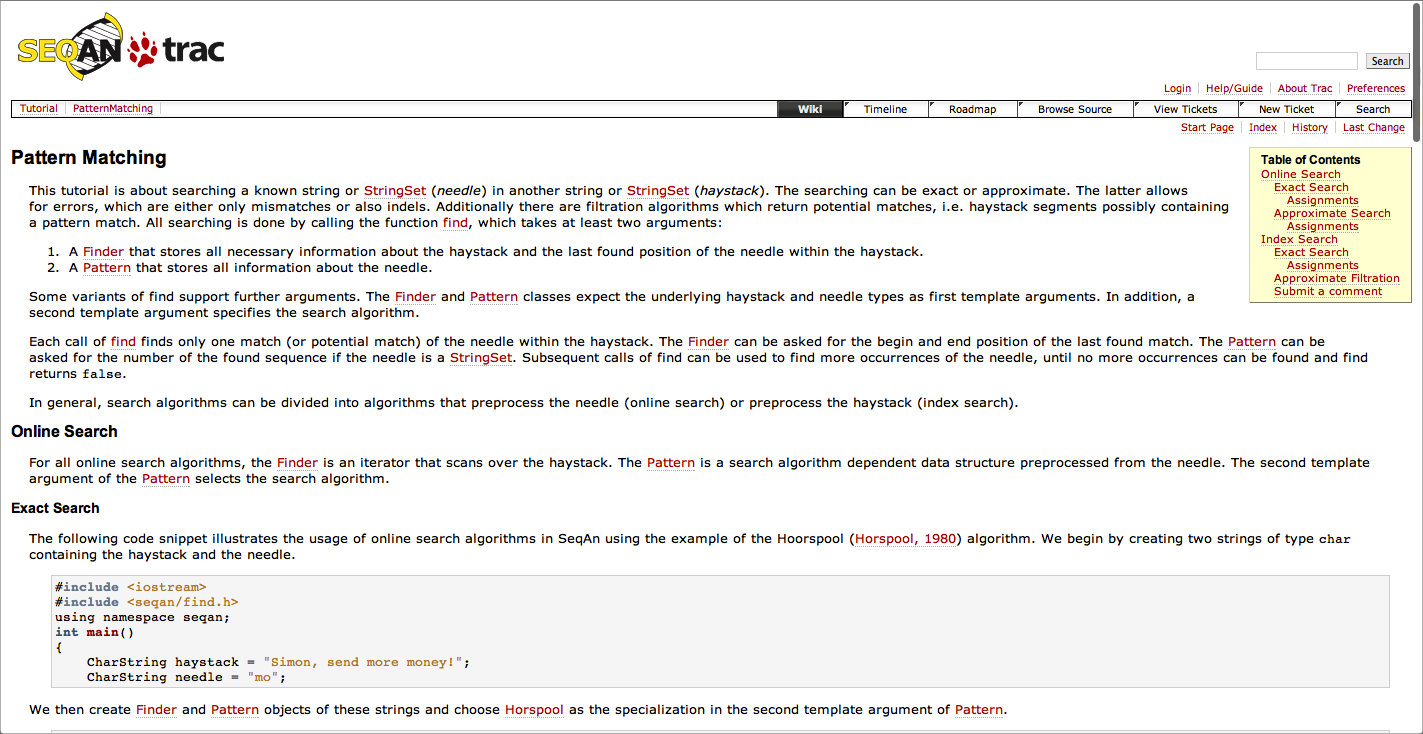 SEQAN trac
Search
Login Help/Guide About Trac Preferences
Tutorial PatternMatching Wiki Timeline Roadmap Browse Source View Tickets New Ticket Search
Start Page Index History Last Change
Pattern Matching
This tutorial is about searching a known string or StringSet (needle) in another string or StringSet (haystack). The searching can be exact or approximate. The latter allows
for errors, which are either only mismatches or also indels. Additionally there are filtration algorithms which return potential matches, i.e. haystack segments possibly containing
a pattern match. All searching is done by calling the function find, which takes at least two arguments:
1. A Finder that stores all necessary information about the haystack and the last found position of the needle within the haystack.
2. A Pattern that stores all information about the needle.
Some variants of find support further arguments. The Finder and Pattern classes expect the underlying haystack and needle types as first template arguments. In addition, a
second template argument specifies the search algorithm.
Table of Contents
Online Search
Exact Search
Assignments
Approximate Search
Assignments
Index Search
Exact Search
Assignments
Approximate Filtration
Submit a comment
Each call of find finds only one match (or potential match) of the needle within the haystack. The Finder can be asked for the begin and end position of the last found match. The Pattern can be
asked for the number of the found sequence if the needle is a StringSet. Subsequent calls of find can be used to find more occurrences of the needle, until no more occurrences can be found and find
returns false.
In general, search algorithms can be divided into algorithms that preprocess the needle (online search) or preprocess the haystack (index search).
Online Search
For all online search algorithms, the Finder is an iterator that scans over the haystack. The Pattern is a search algorithm dependent data structure preprocessed from the needle. The second template
argument of the Pattern selects the search algorithm.
Exact Search
The following code snippet illustrates the usage of online search algorithms in SeqAn using the example of the Hoorspool (Horspool, 1980) algorithm. We begin by creating two strings of type char
containing the haystack and the needle.
#include <iostream>
#include <seqan/find.h>
using namespace seqan;
int main()
{
CharString haystack = "Simon, send more money!";
CharString needle = "mo";
We then create Finder and Pattern objects of these strings and choose Horspool as the specialization in the second template argument of Pattern.